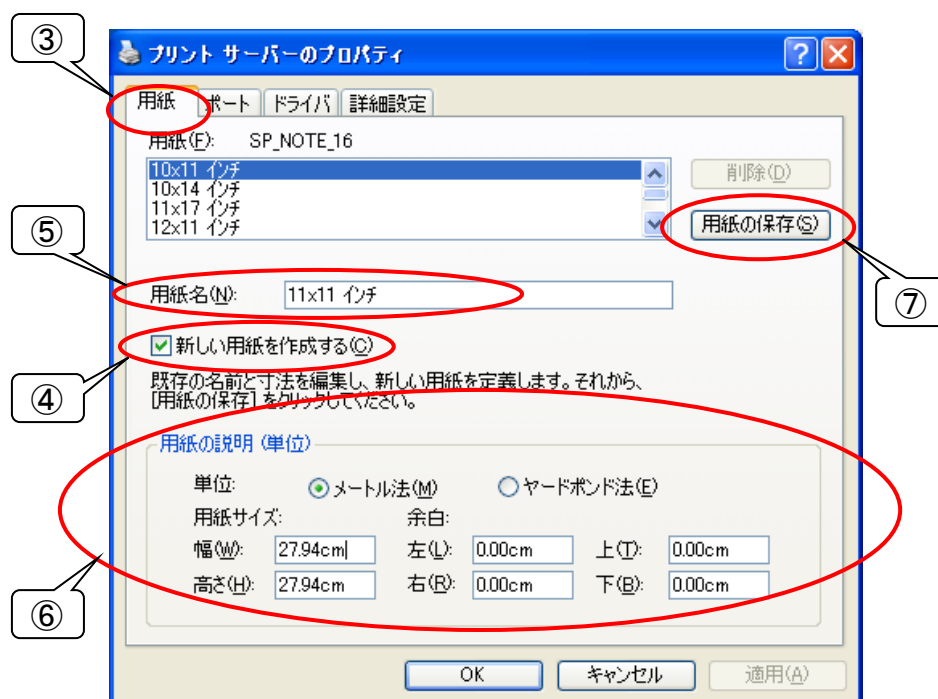 ③
プリント サーバーのプロパティ
用紙 ポート ドライバ 詳細設定
用紙(F): SP_NOTE_16
10x11 インチ
10x14 インチ
11x17 インチ
12x11 インチ
削除(D)
用紙の保存(S)
⑤
⑦
用紙名(N): 11x11 インチ
新しい用紙を作成する(C)
④
既存の名前と寸法を編集し、新しい用紙を定義します。それから、
[用紙の保存] をクリックしてください。
用紙の説明 (単位)
単位: メートル法(M) ヤードポンド法(E)
用紙サイズ: 余白:
幅(W): 27.94cm 左(L): 0.00cm 上(T): 0.00cm
高さ(H): 27.94cm 右(R): 0.00cm 下(B): 0.00cm
⑥
OK キャンセル 適用(A)